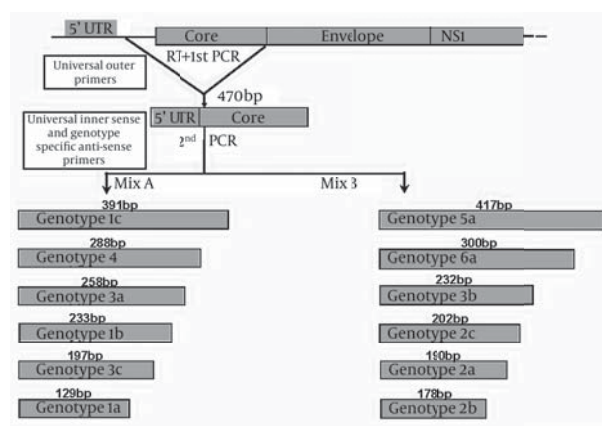 5' UTR
Core
Envelope
NS1
RT+1st PCR
Universal outer
primers
470bp
Universal inner sense
and genotype
specific anti-sense
primers
5' UTR
Core
2nd PCR
Mix A
Mix B
391bp
Genotype 1c
288bp
Genotype 4
258bp
Genotype 3a
233bp
Genotype 1b
197bp
Genotype 3c
129bp
Genotype 1a
417bp
Genotype 5a
300bp
Genotype 6a
232bp
Genotype 3b
202bp
Genotype 2c
190bp
Genotype 2a
178bp
Genotype 2b